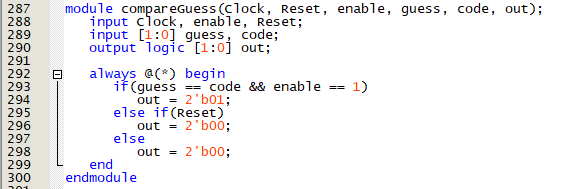 287 module compareGuess(Clock, Reset, enable, guess, code, out);
288 input Clock, enable, Reset;
289 input [1:0] guess, code;
290 output logic [1:0] out;
291
292 always @(*) begin
293 if(guess == code && enable == 1)
294 out = 2'b01;
295 else if(Reset)
296 out = 2'b00;
297 else
298 out = 2'b00;
299 end
300 endmodule